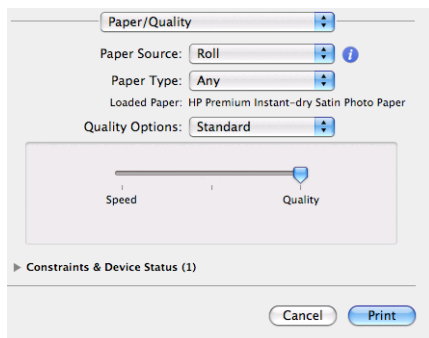 Paper/Quality
Paper Source: Roll
Paper Type: Any
Loaded Paper: HP Premium Instant-dry Satin Photo Paper
Quality Options: Standard
Speed Quality
Constraints & Device Status (1)
Cancel Print